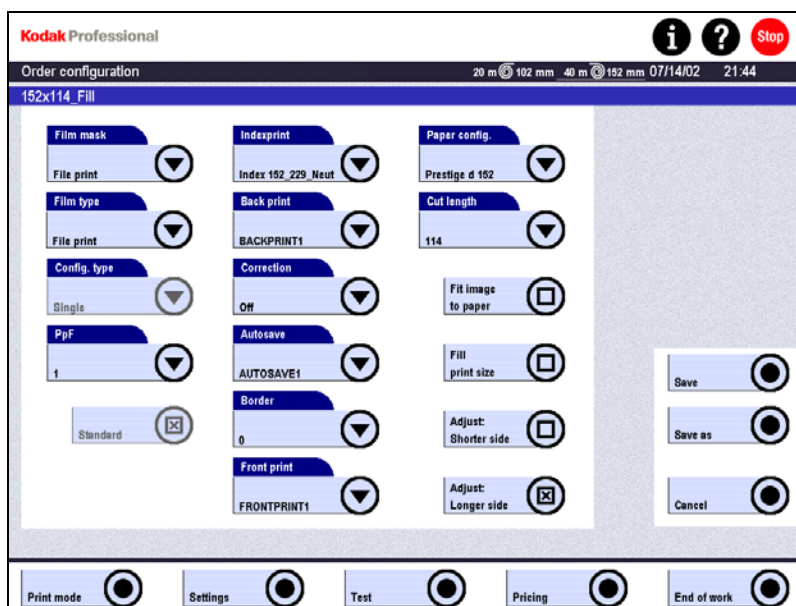 Kodak Professional
Stop
Order configuration 20 m 102 mm 40 m 152 mm 07/14/02 21:44
152x114_Fill
Film mask
File print
Film type
File print
Config. type
Single
PpF
1
Standard
Indexprint
Index 152_229_Neut
Back print
BACKPRINT1
Correction
Off
Autosave
AUTOSAVE1
Border
0
Front print
FRONTPRINT1
Paper config.
Prestige d 152
Cut length
114
Fit image
to paper
Fill
print size
Adjust:
Shorter side
Adjust:
Longer side
Save
Save as
Cancel
Print mode
Settings
Test
Pricing
End of work